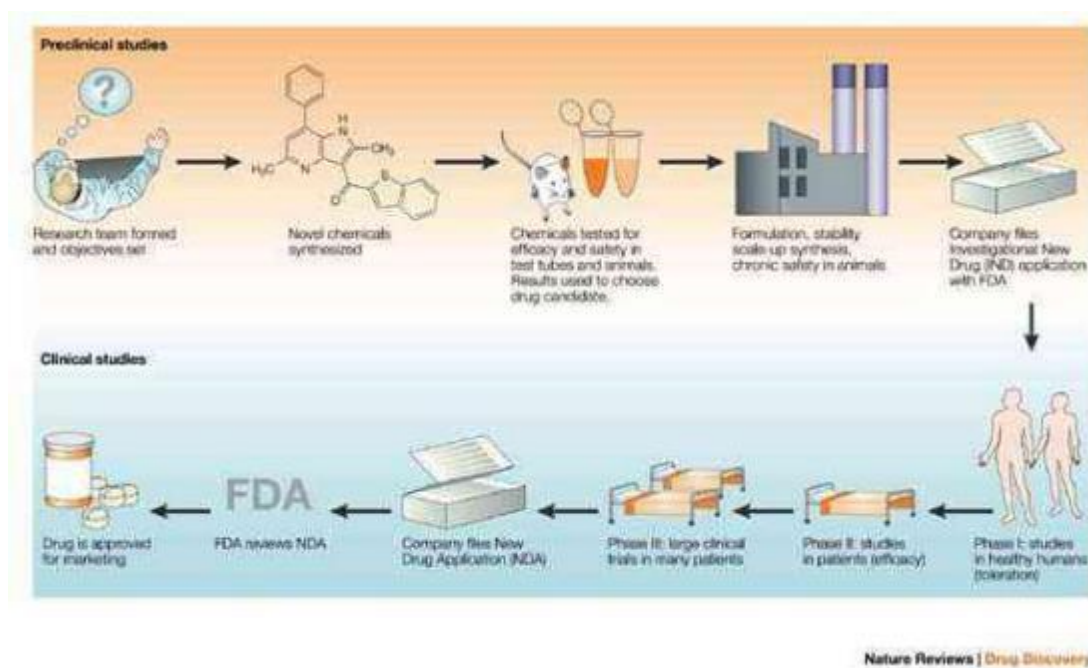 Preclinical studies
?
H
N
CH₃
H₃C
N
O
Research team formed
and objectives set
Novel chemicals
synthesized
Chemicals tested for
efficacy and safety in
test tubes and animals.
Results used to choose
drug candidate.
Formulation, stability
scale-up synthesis,
chronic safety in animals
Company files
Investigational New
Drug (IND) application
with FDA
Clinical studies
Drug is approved
for marketing
FDA
FDA reviews NDA
Company files New
Drug Application (NDA)
Phase III: large clinical
trials in many patients
Phase II: studies
in patients (efficacy)
Phase I: studies
in healthy humans
(toleration)
Nature Reviews | Drug Discovery